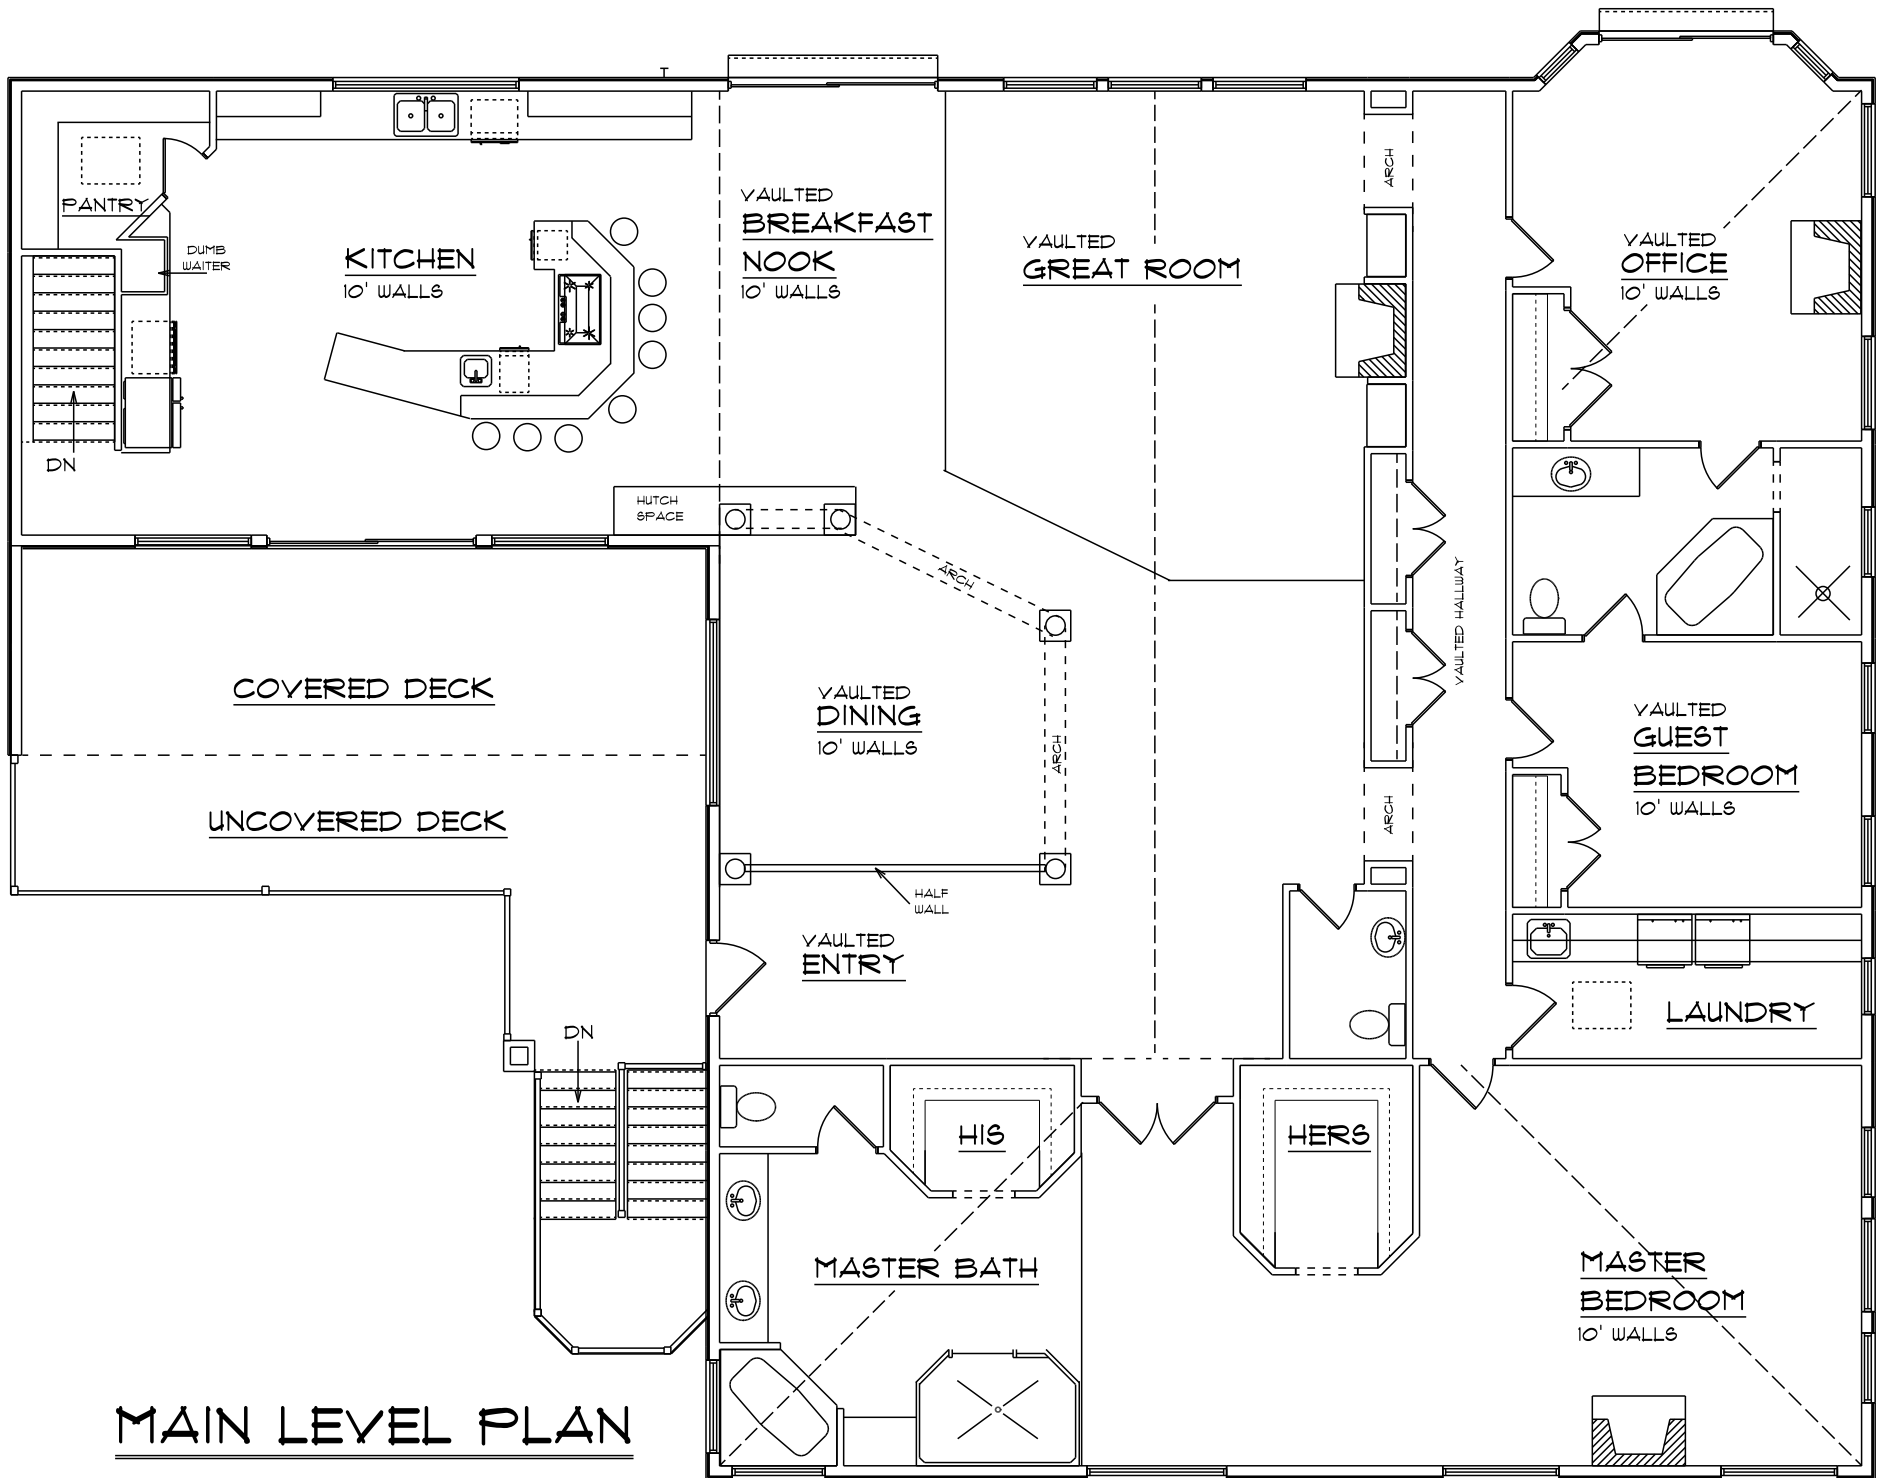 PANTRY
DUMB
WAITER
DN
KITCHEN
10' WALLS
VAULTED
BREAKFAST
NOOK
10' WALLS
VAULTED
GREAT ROOM
ARCH
VAULTED
OFFICE
10' WALLS
HUTCH
SPACE
ARCH
VAULTED HALLWAY
COVERED DECK
UNCOVERED DECK
VAULTED
DINING
10' WALLS
ARCH
ARCH
VAULTED
GUEST
BEDROOM
10' WALLS
HALF
WALL
VAULTED
ENTRY
LAUNDRY
DN
HIS
HERS
MASTER BATH
MASTER
BEDROOM
10' WALLS
MAIN LEVEL PLAN